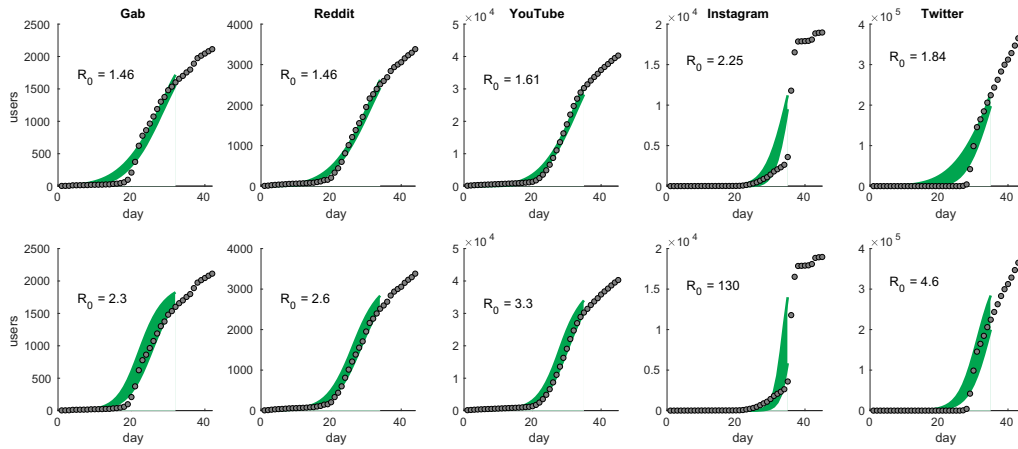 Gab
Reddit
YouTube
Instagram
Twitter
2500
2000
1500
1000
500
0
users
R0 = 1.46
20
40
day
4000
3000
2000
1000
0
R0 = 1.46
20
40
day
× 10 4
5
4
3
2
1
0
R0 = 1.61
0
20
40
day
× 10 4
2
1.5
1
0.5
0
R0 = 2.25
0
20
40
day
× 10 5
4
3
2
1
0
R0 = 1.84
0
20
40
day
2500
2000
1500
1000
500
0
users
R0 = 2.3
20
40
day
4000
3000
2000
1000
0
R0 = 2.6
20
40
day
× 10 4
5
4
3
2
1
0
R0 = 3.3
0
20
40
day
× 10 4
2
1.5
1
0.5
0
R0 = 130
0
20
40
day
× 10 5
4
3
2
1
0
R0 = 4.6
0
20
40
day